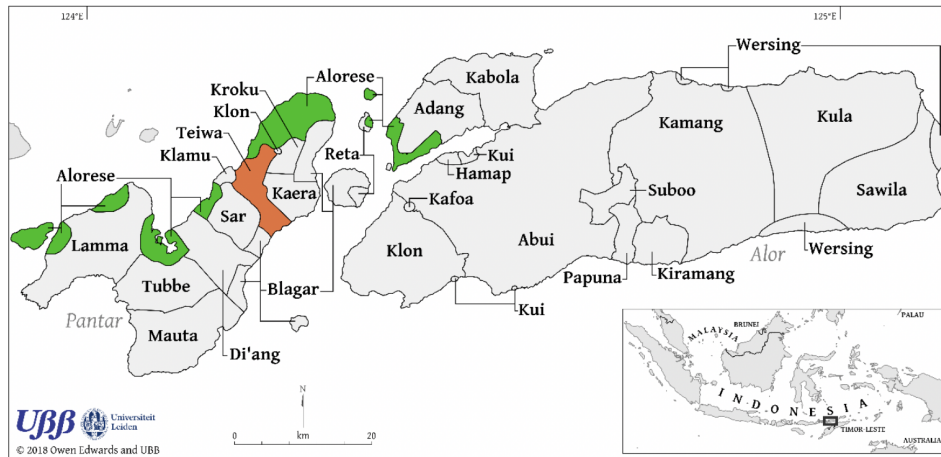 124°E
125°E
Wersing
Kabola
Alorese
Kroku
Adang
Klon
Kamang
Kula
Teiwa
Reta
Kui
Klamu
Hamap
Alorese
Kaera
Suboo
Sar
Kafoa
Sawila
Lamma
Klon
Abui
Alor
Wersing
Tubbe
Blagar
Papuna
Kiramang
Pantar
Kui
Mauta
Di'ang
PALAU
BRUNEI
MALAYSIA
INDONESIA
TIMOR-LESTE
AUSTRALIA
N
km
0
20
UBB
Universiteit
Leiden
© 2018 Owen Edwards and UBB